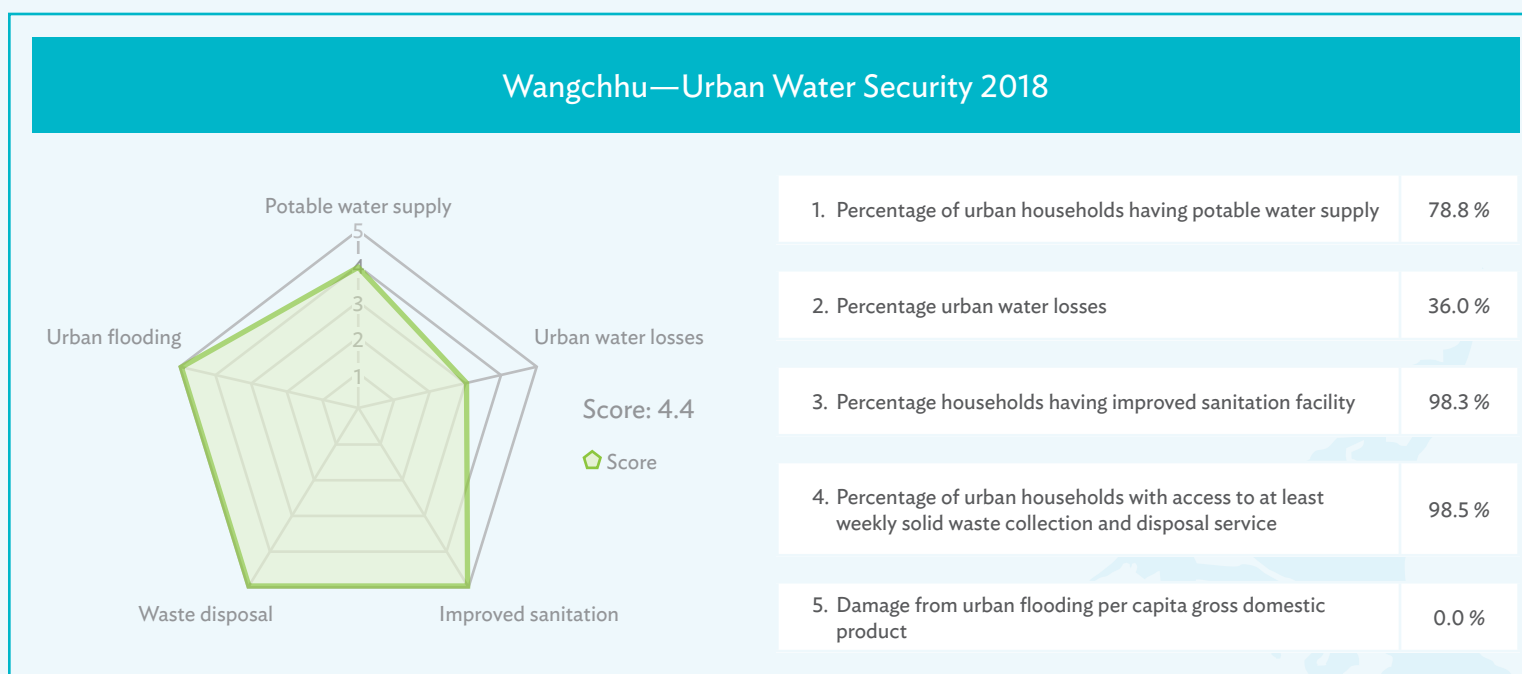 Wangchhu—Urban Water Security 2018
Potable water supply
5
4
3
2
1
Urban flooding
Urban water losses
Score: 4.4
Score
Waste disposal
Improved sanitation
1. Percentage of urban households having potable water supply 78.8 %
2. Percentage urban water losses 36.0 %
3. Percentage households having improved sanitation facility 98.3 %
4. Percentage of urban households with access to at least
weekly solid waste collection and disposal service 98.5 %
5. Damage from urban flooding per capita gross domestic
product 0.0 %